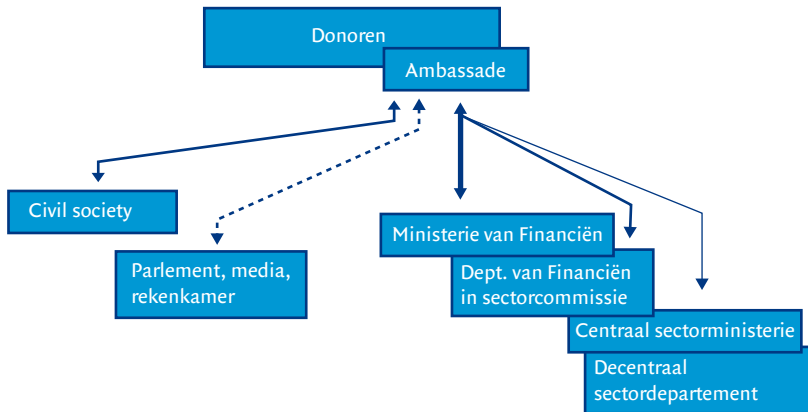 Donoren
Ambassade
Civil society
Parlement, media,
rekenkamer
Ministerie van Financiën
Dept. van Financiën
in sectorcommissie
Centraal sectorministerie
Decentraal
sectordepartement